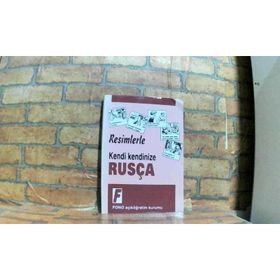 Resimlerle
Kendi kendinize
RUSÇA
F
FONO açıköğretim kurumu